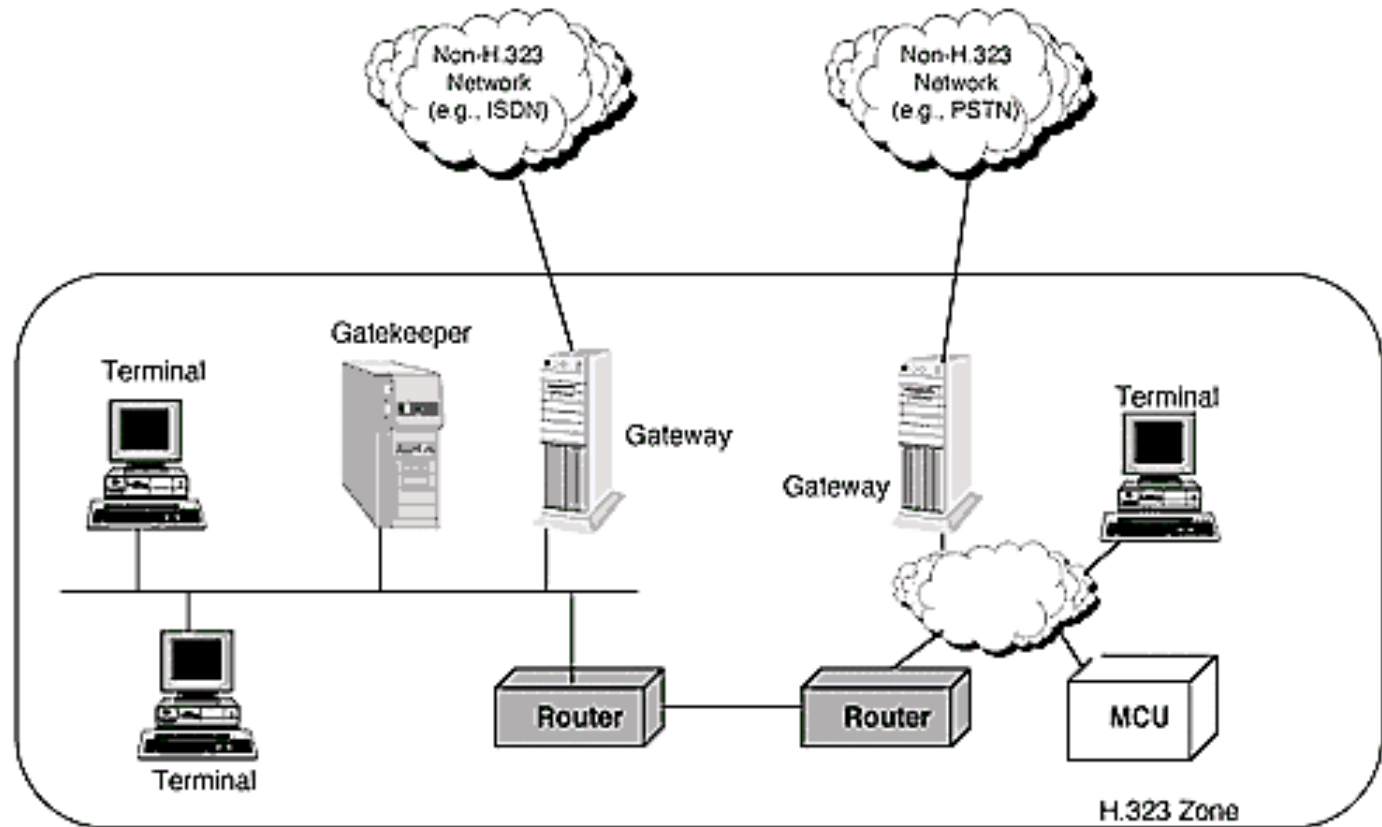 Non-H.323
Network
(e.g., ISDN)
Non-H.323
Network
(e.g., PSTN)
Gatekeeper
Terminal
Gateway
Terminal
Gateway
Router
Router
MCU
Terminal
H.323 Zone